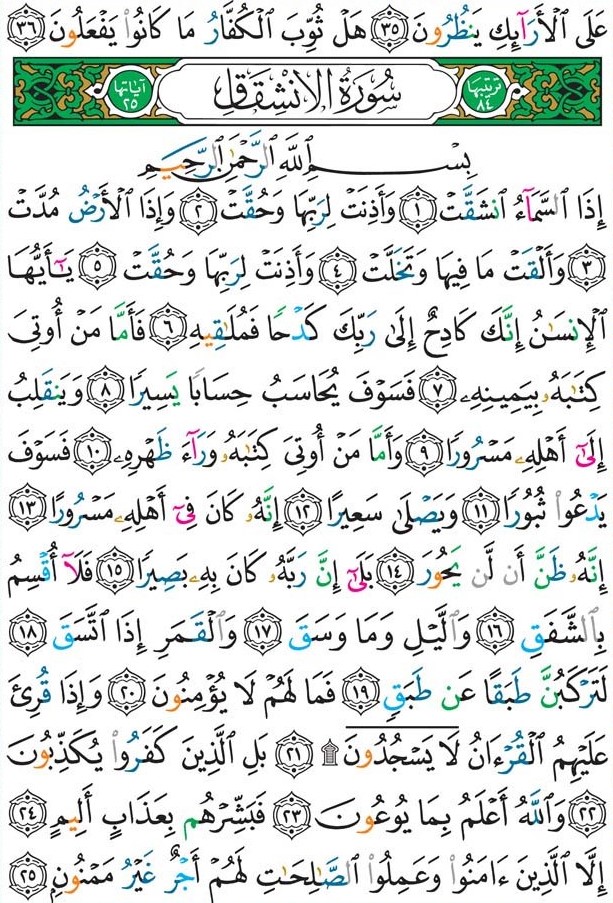 عَلَى ٱلْأَرَآئِكِ يَنظُرُونَ ٣٥ هَلْ ثُوِّبَ ٱلْكُفَّارُ مَا كَانُوا۟ يَفْعَلُونَ ٣٦
ترتيبها ٨٤ سُورَةُ الانْشِقَاقِ آياتها ٢٥
بِسْمِ ٱللَّهِ ٱلرَّحْمَٰنِ ٱلرَّحِيمِ
إِذَا ٱلسَّمَآءُ ٱنشَقَّتْ ١ وَأَذِنَتْ لِرَبِّهَا وَحُقَّتْ ٢ وَإِذَا ٱلْأَرْضُ مُدَّتْ
٣ وَأَلْقَتْ مَا فِيهَا وَتَخَلَّتْ ٤ وَأَذِنَتْ لِرَبِّهَا وَحُقَّتْ ٥ يَٰٓأَيُّهَا
ٱلْإِنسَٰنُ إِنَّكَ كَادِحٌ إِلَىٰ رَبِّكَ كَدْحًا فَمُلَٰقِيهِ ٦ فَأَمَّا مَنْ أُوتِىَ
كِتَٰبَهُۥ بِيَمِينِهِۦ ٧ فَسَوْفَ يُحَاسَبُ حِسَابًا يَسِيرًا ٨ وَيَنقَلِبُ
إِلَىٰٓ أَهْلِهِۦ مَسْرُورًا ٩ وَأَمَّا مَنْ أُوتِىَ كِتَٰبَهُۥ وَرَآءَ ظَهْرِهِۦ ١٠ فَسَوْفَ
يَدْعُوا۟ ثُبُورًا ١١ وَيَصْلَىٰ سَعِيرًا ١٢ إِنَّهُۥ كَانَ فِىٓ أَهْلِهِۦ مَسْرُورًا ١٣
إِنَّهُۥ ظَنَّ أَن لَّن يَحُورَ ١٤ بَلَىٰٓ إِنَّ رَبَّهُۥ كَانَ بِهِۦ بَصِيرًا ١٥ فَلَآ أُقْسِمُ
بِٱلشَّفَقِ ١٦ وَٱلَّيْلِ وَمَا وَسَقَ ١٧ وَٱلْقَمَرِ إِذَا ٱتَّسَقَ ١٨
لَتَرْكَبُنَّ طَبَقًا عَن طَبَقٍ ١٩ فَمَا لَهُمْ لَا يُؤْمِنُونَ ٢٠ وَإِذَا قُرِئَ
عَلَيْهِمُ ٱلْقُرْءَانُ لَا يَسْجُدُونَ ۩ ٢١ بَلِ ٱلَّذِينَ كَفَرُوا۟ يُكَذِّبُونَ
٢٢ وَٱللَّهُ أَعْلَمُ بِمَا يُوعُونَ ٢٣ فَبَشِّرْهُم بِعَذَابٍ أَلِيمٍ ٢٤
إِلَّا ٱلَّذِينَ ءَامَنُوا۟ وَعَمِلُوا۟ ٱلصَّٰلِحَٰتِ لَهُمْ أَجْرٌ غَيْرُ مَمْنُونٍ ٢٥